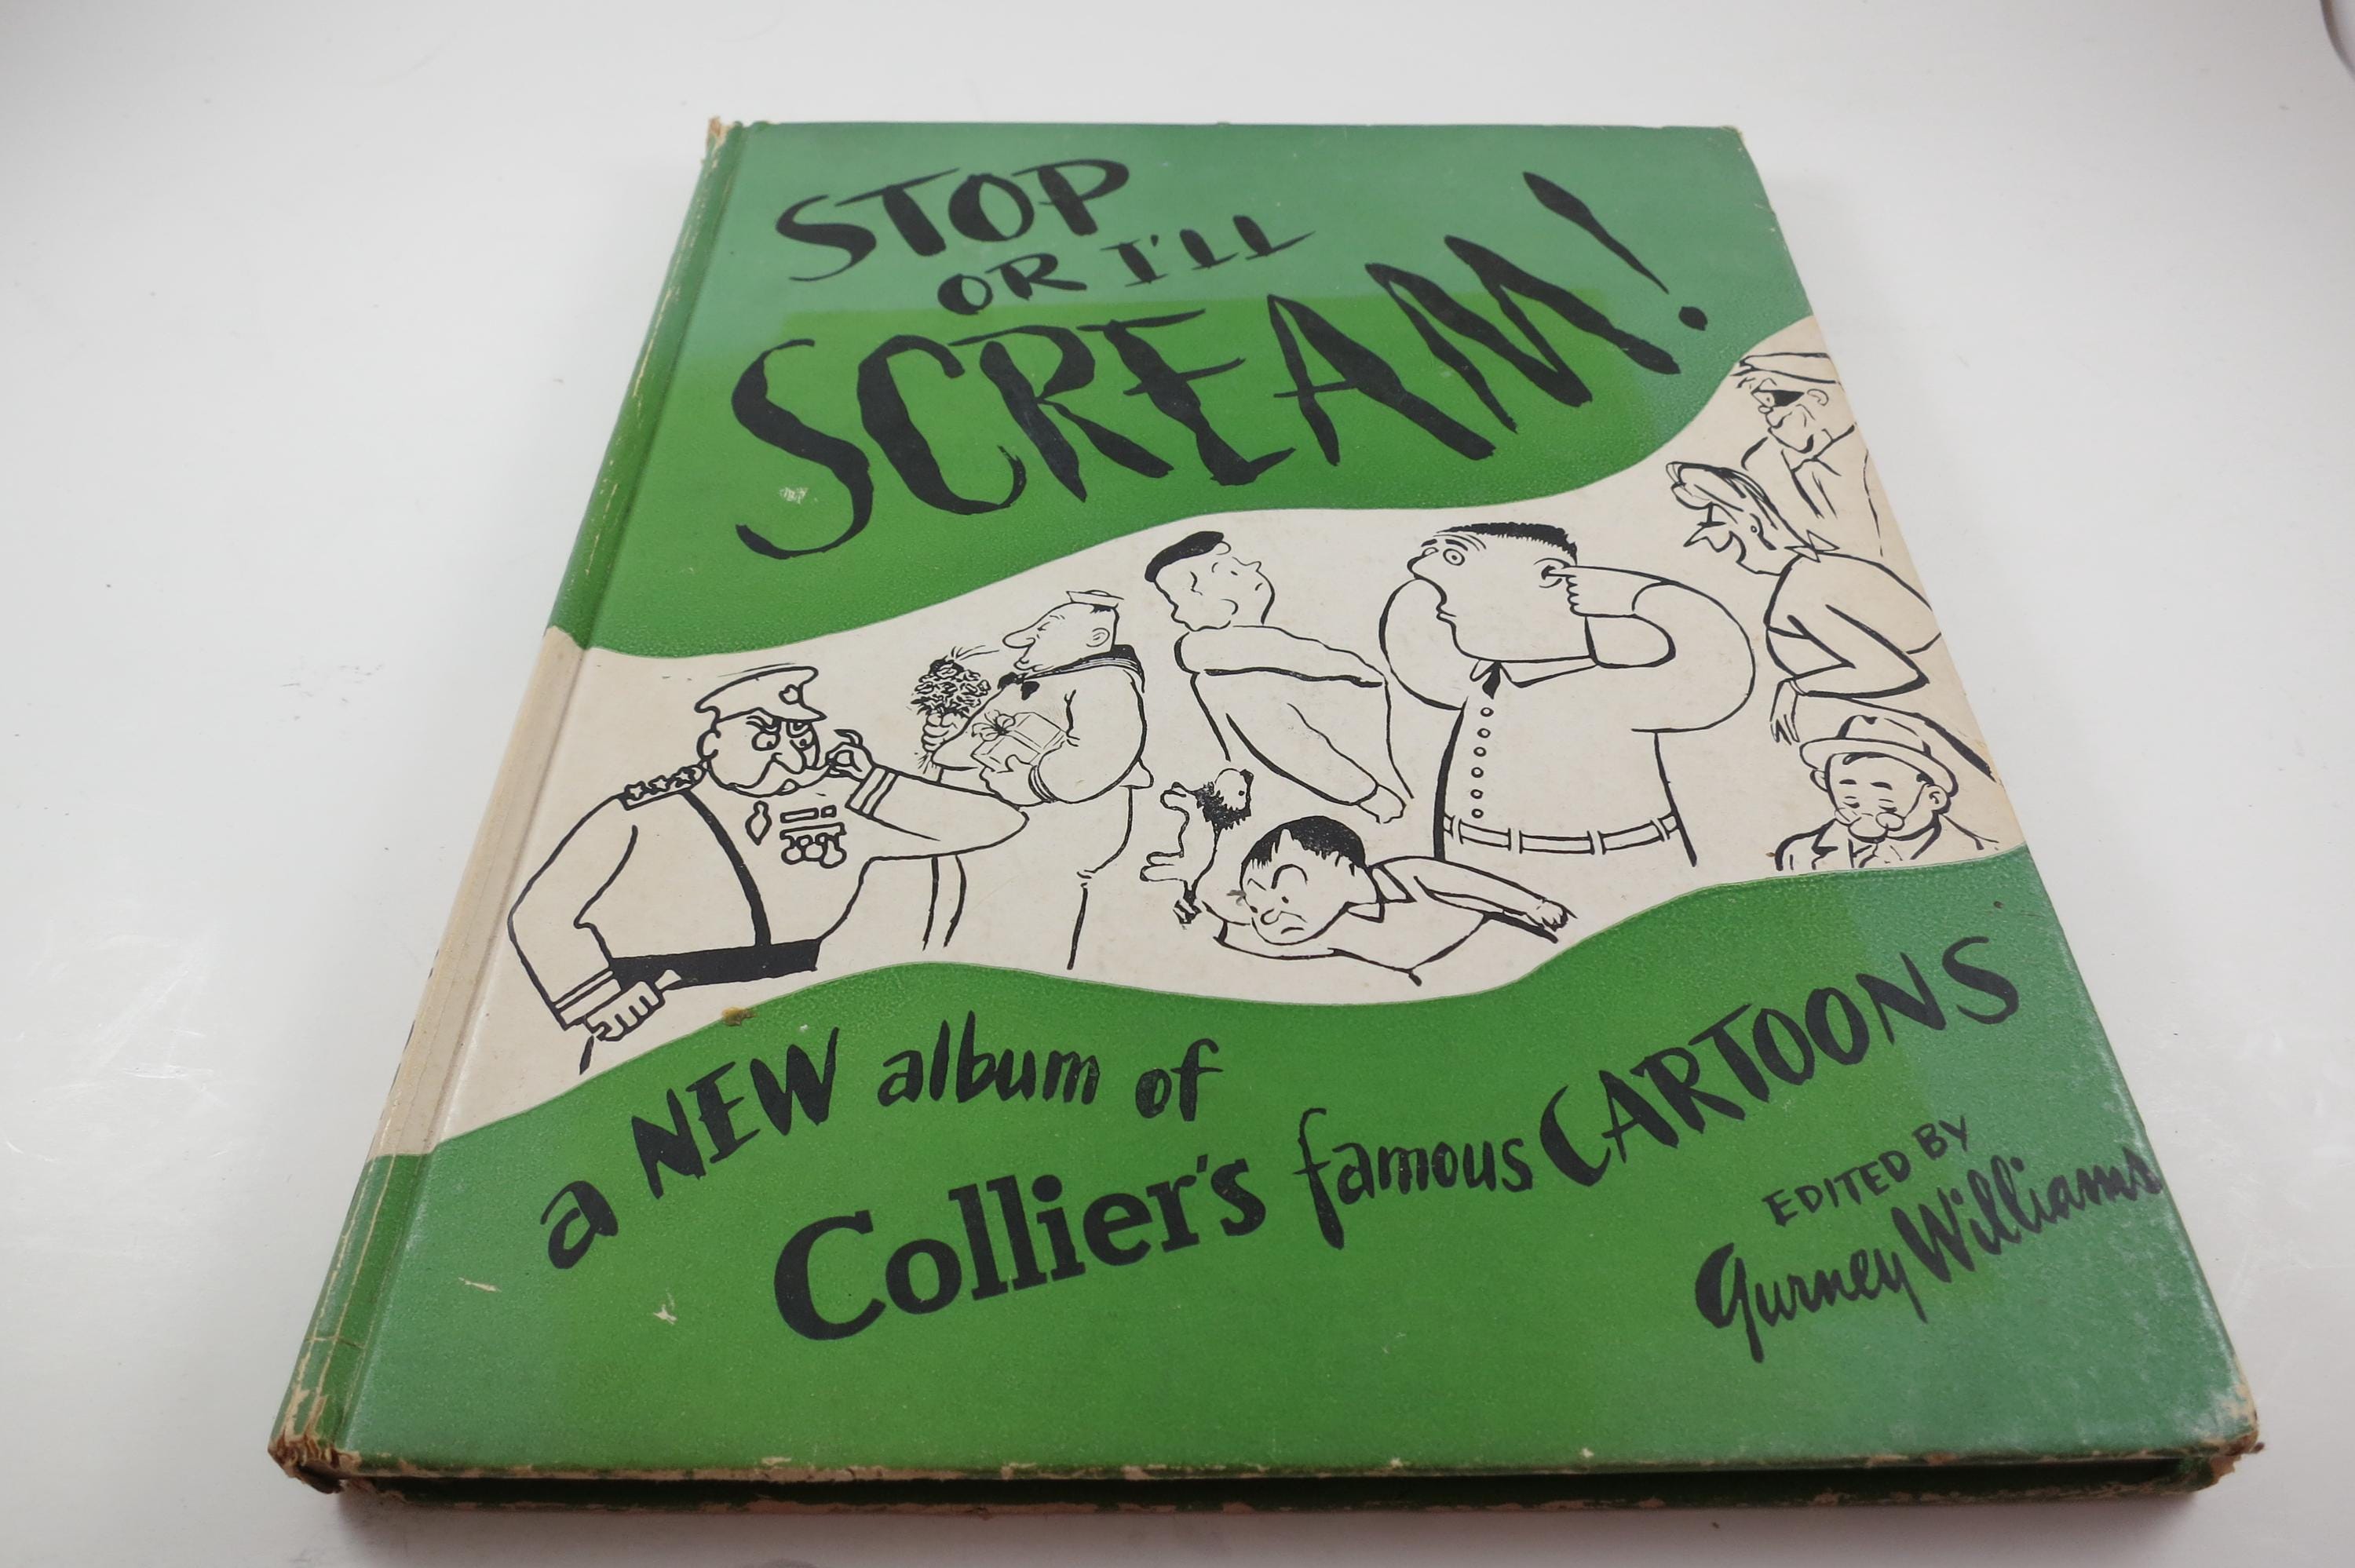 STOP
OR I'LL
SCREAM!
a NEW album of
Collier's famous CARTOONS
EDITED BY
Gurney Williams